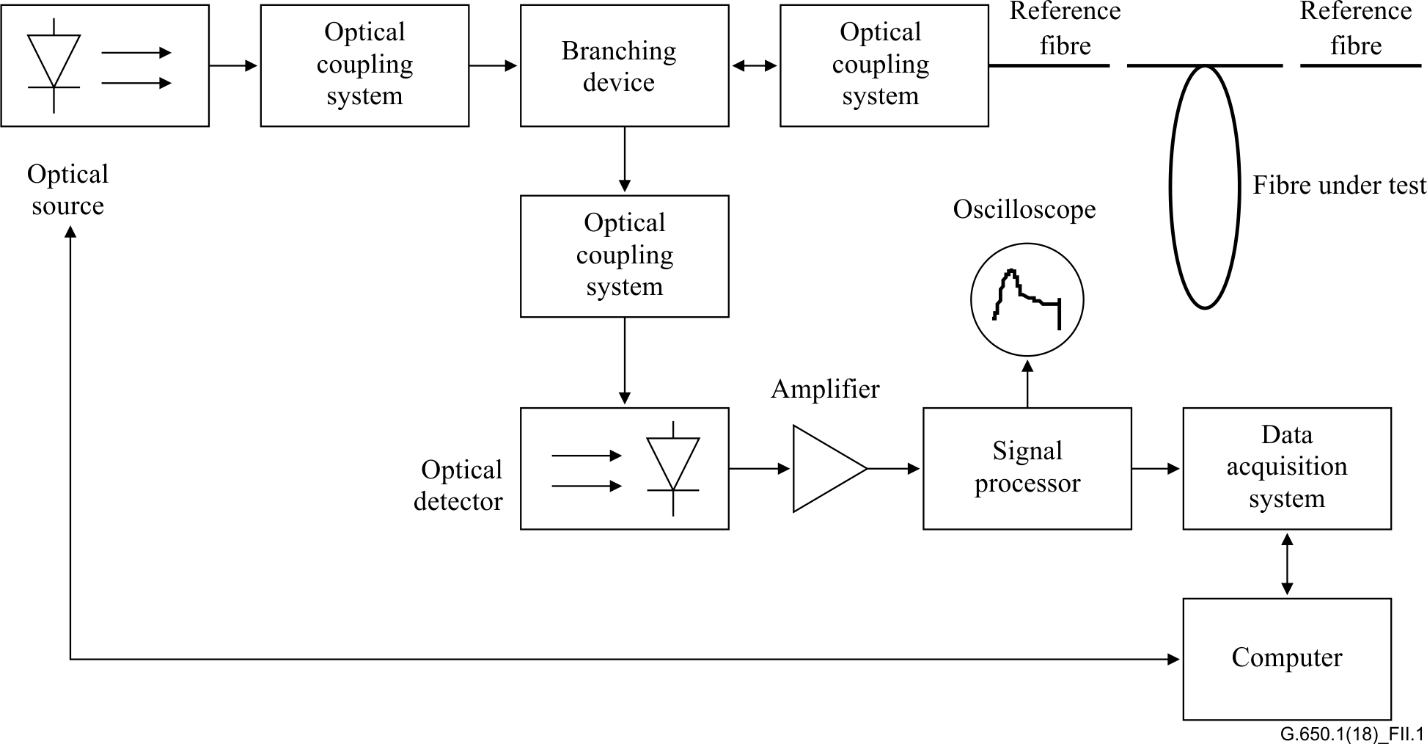 Optical
coupling
system
Branching
device
Optical
coupling
system
Reference
fibre
Reference
fibre
Optical
source
Fibre under test
Optical
coupling
system
Oscilloscope
Amplifier
Optical
detector
Signal
processor
Data
acquisition
system
Computer
G.650.1(18)_FII.1